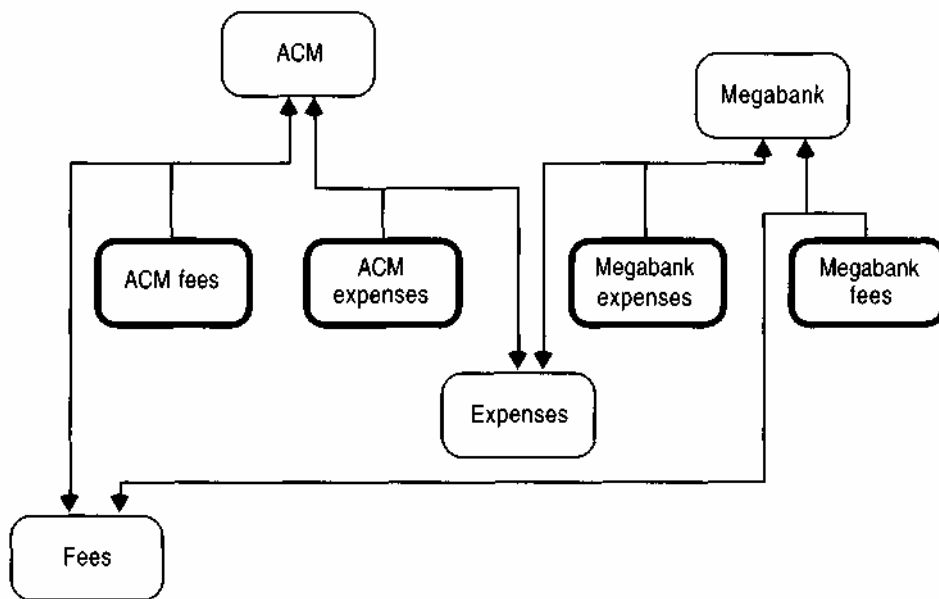 ACM
Megabank
ACM fees
ACM
expenses
Megabank
expenses
Megabank
fees
Expenses
Fees